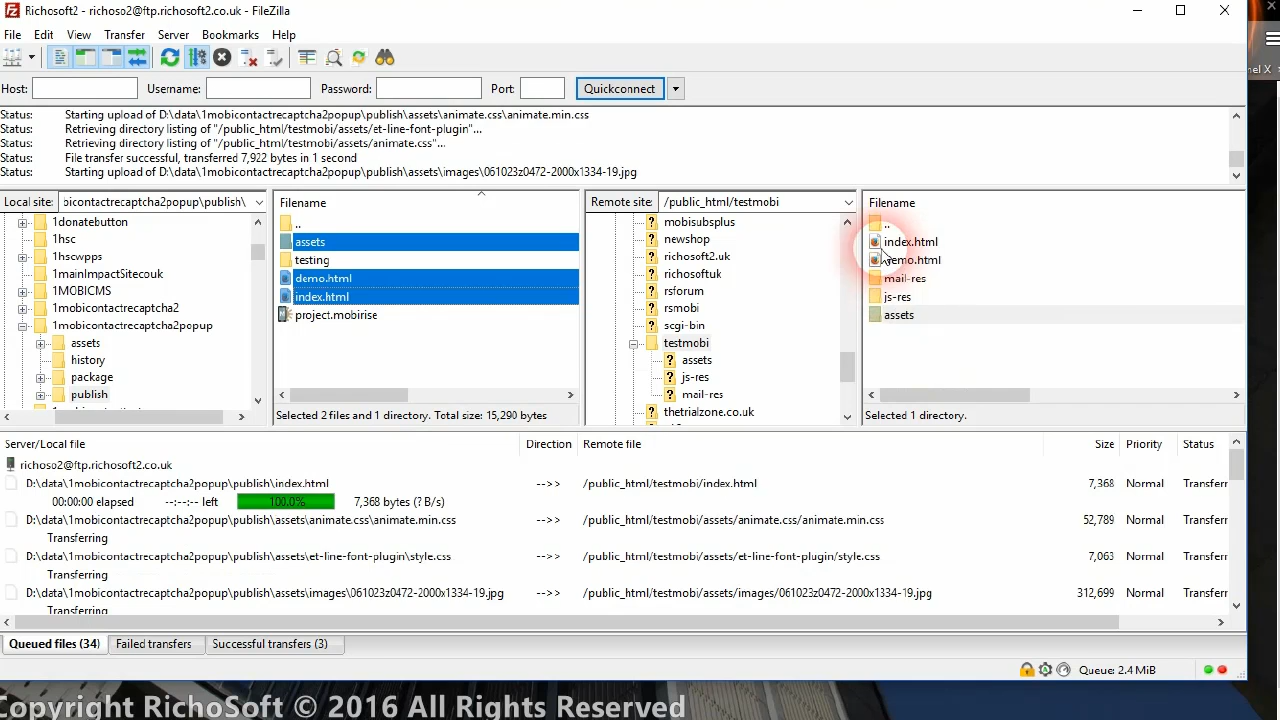 Richosoft2 - richoso2@ftp.richosoft2.co.uk - FileZilla
File Edit View Transfer Server Bookmarks Help
Host: Username: Password: Port: Quickconnect
Status: Starting upload of D:\data\1mobicontactrecaptcha2popup\publish\assets\animate.css\animate.min.css
Status: Retrieving directory listing of "/public_html/testmobi/assets/et-line-font-plugin"...
Status: Retrieving directory listing of "/public_html/testmobi/assets/animate.css"...
Status: File transfer successful, transferred 7,922 bytes in 1 second
Status: Starting upload of D:\data\1mobicontactrecaptcha2popup\publish\assets\images\061023z0472-2000x1334-19.jpg
Local site: bicontactrecaptcha2popup\publish\
1donatebutton
1hsc
1hscwpps
1mainImpactSitecouk
1MOBICMS
1mobicontactrecaptcha2
1mobicontactrecaptcha2popup
assets
history
package
publish
Filename
..
assets
testing
demo.html
index.html
project.mobirise
Selected 2 files and 1 directory. Total size: 15,290 bytes
Remote site: /public_html/testmobi
mobisubsplus
newshop
richesoft2.uk
richosoftuk
rsforum
rsmobi
scgi-bin
testmobi
assets
js-res
mail-res
thetrialzone.co.uk
Filename
..
index.html
demo.html
mail-res
js-res
assets
Selected 1 directory.
Server/Local file Direction Remote file Size Priority Status
richoso2@ftp.richosoft2.co.uk
D:\data\1mobicontactrecaptcha2popup\publish\index.html -->> /public_html/testmobi/index.html 7,368 Normal Transferr
00:00:00 elapsed --:--:-- left 100.0% 7,368 bytes (? B/s)
D:\data\1mobicontactrecaptcha2popup\publish\assets\animate.css\animate.min.css -->> /public_html/testmobi/assets/animate.css/animate.min.css 52,789 Normal Transferr
Transferring
D:\data\1mobicontactrecaptcha2popup\publish\assets\et-line-font-plugin\style.css -->> /public_html/testmobi/assets/et-line-font-plugin/style.css 7,063 Normal Transferr
Transferring
D:\data\1mobicontactrecaptcha2popup\publish\assets\images\061023z0472-2000x1334-19.jpg -->> /public_html/testmobi/assets/images/061023z0472-2000x1334-19.jpg 312,699 Normal Transferr
Transferring
Queued files (34) Failed transfers Successful transfers (3)
Queue: 2.4 MiB
nel X
Copyright RichoSoft © 2016 All Rights Reserved